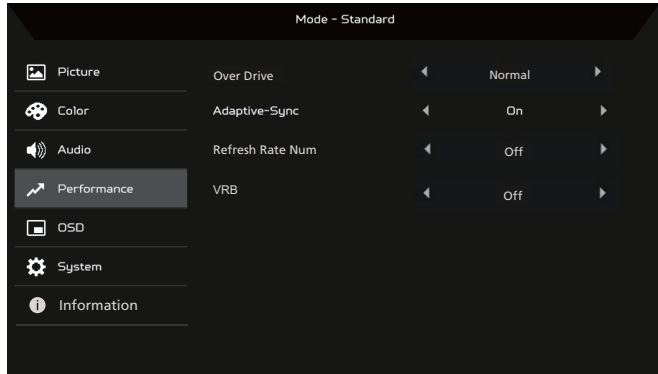 Mode - Standard
Picture
Over Drive Normal
Color
Adaptive-Sync On
Audio
Refresh Rate Num Off
Performance
VRB Off
OSD
System
Information